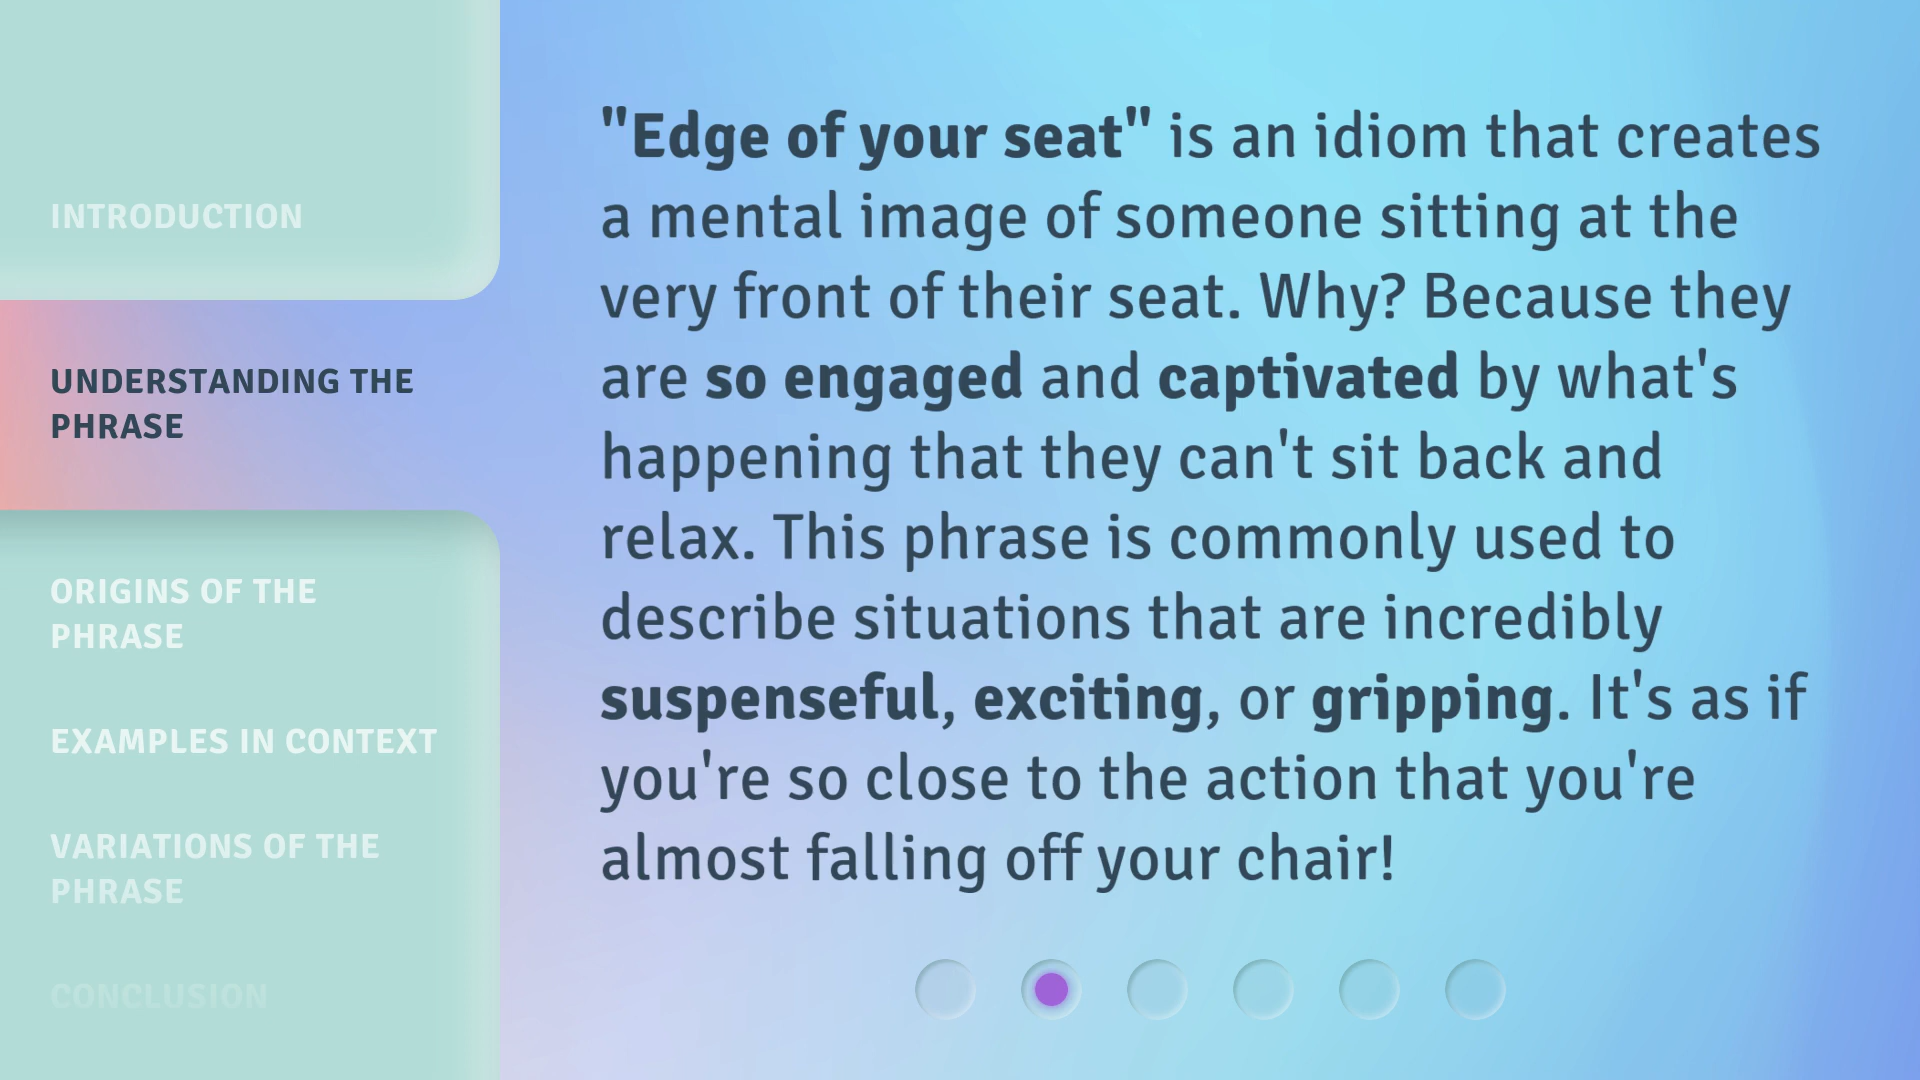 INTRODUCTION
UNDERSTANDING THE
PHRASE
ORIGINS OF THE
PHRASE
EXAMPLES IN CONTEXT
VARIATIONS OF THE
PHRASE
CONCLUSION
"Edge of your seat" is an idiom that creates
a mental image of someone sitting at the
very front of their seat. Why? Because they
are so engaged and captivated by what's
happening that they can't sit back and
relax. This phrase is commonly used to
describe situations that are incredibly
suspenseful, exciting, or gripping. It's as if
you're so close to the action that you're
almost falling off your chair!